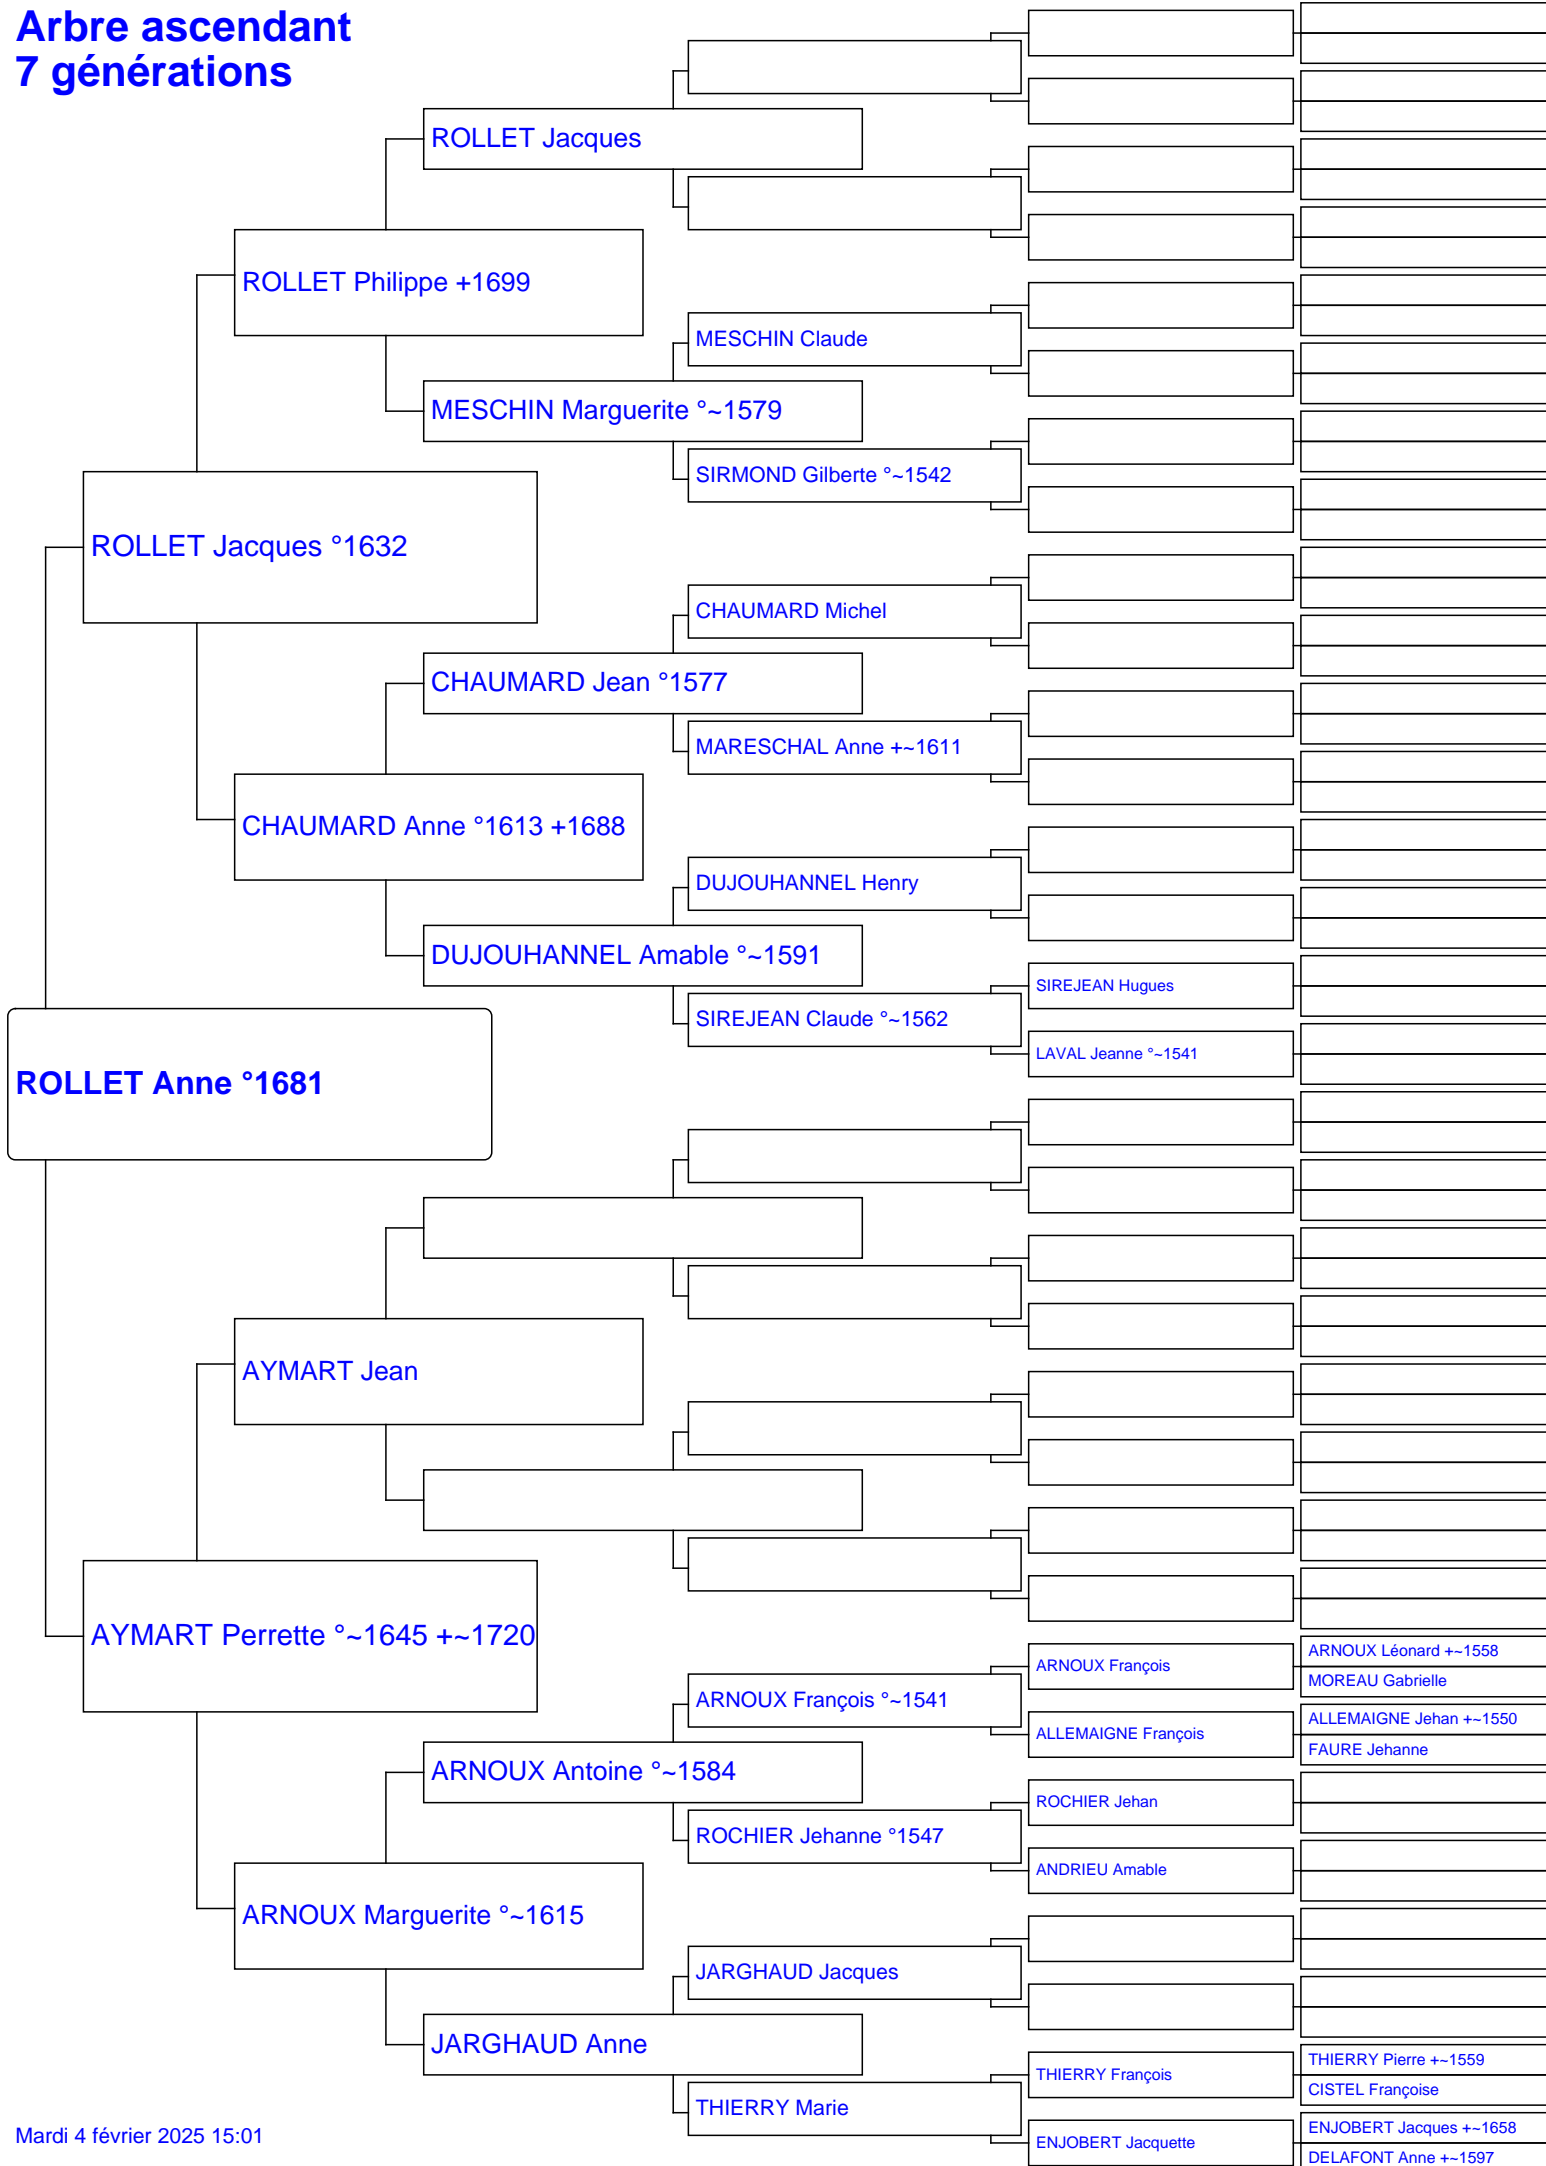 Arbre ascendant
7 générations
ROLLET Jacques
ROLLET Philippe +1699
MESCHIN Claude
MESCHIN Marguerite °~1579
SIRMOND Gilberte °~1542
ROLLET Jacques °1632
CHAUMARD Michel
CHAUMARD Jean °1577
MARESCHAL Anne +~1611
CHAUMARD Anne °1613 +1688
DUJOUHANNEL Henry
DUJOUHANNEL Amable °~1591
SIREJEAN Hugues
SIREJEAN Claude °~1562
LAVAL Jeanne °~1541
ROLLET Anne °1681
AYMART Jean
AYMART Perrette °~1645 +~1720
ARNOUX Léonard +~1558
ARNOUX François
MOREAU Gabrielle
ARNOUX François °~1541
ALLEMAIGNE Jehan +~1550
ALLEMAIGNE François
FAURE Jehanne
ARNOUX Antoine °~1584
ROCHIER Jehan
ROCHIER Jehanne °1547
ANDRIEU Amable
ARNOUX Marguerite °~1615
JARGHAUD Jacques
JARGHAUD Anne
THIERRY Pierre +~1559
THIERRY François
CISTEL Françoise
THIERRY Marie
ENJOBERT Jacques +~1658
ENJOBERT Jacquette
DELAFONT Anne +~1597
Mardi 4 février 2025 15:01